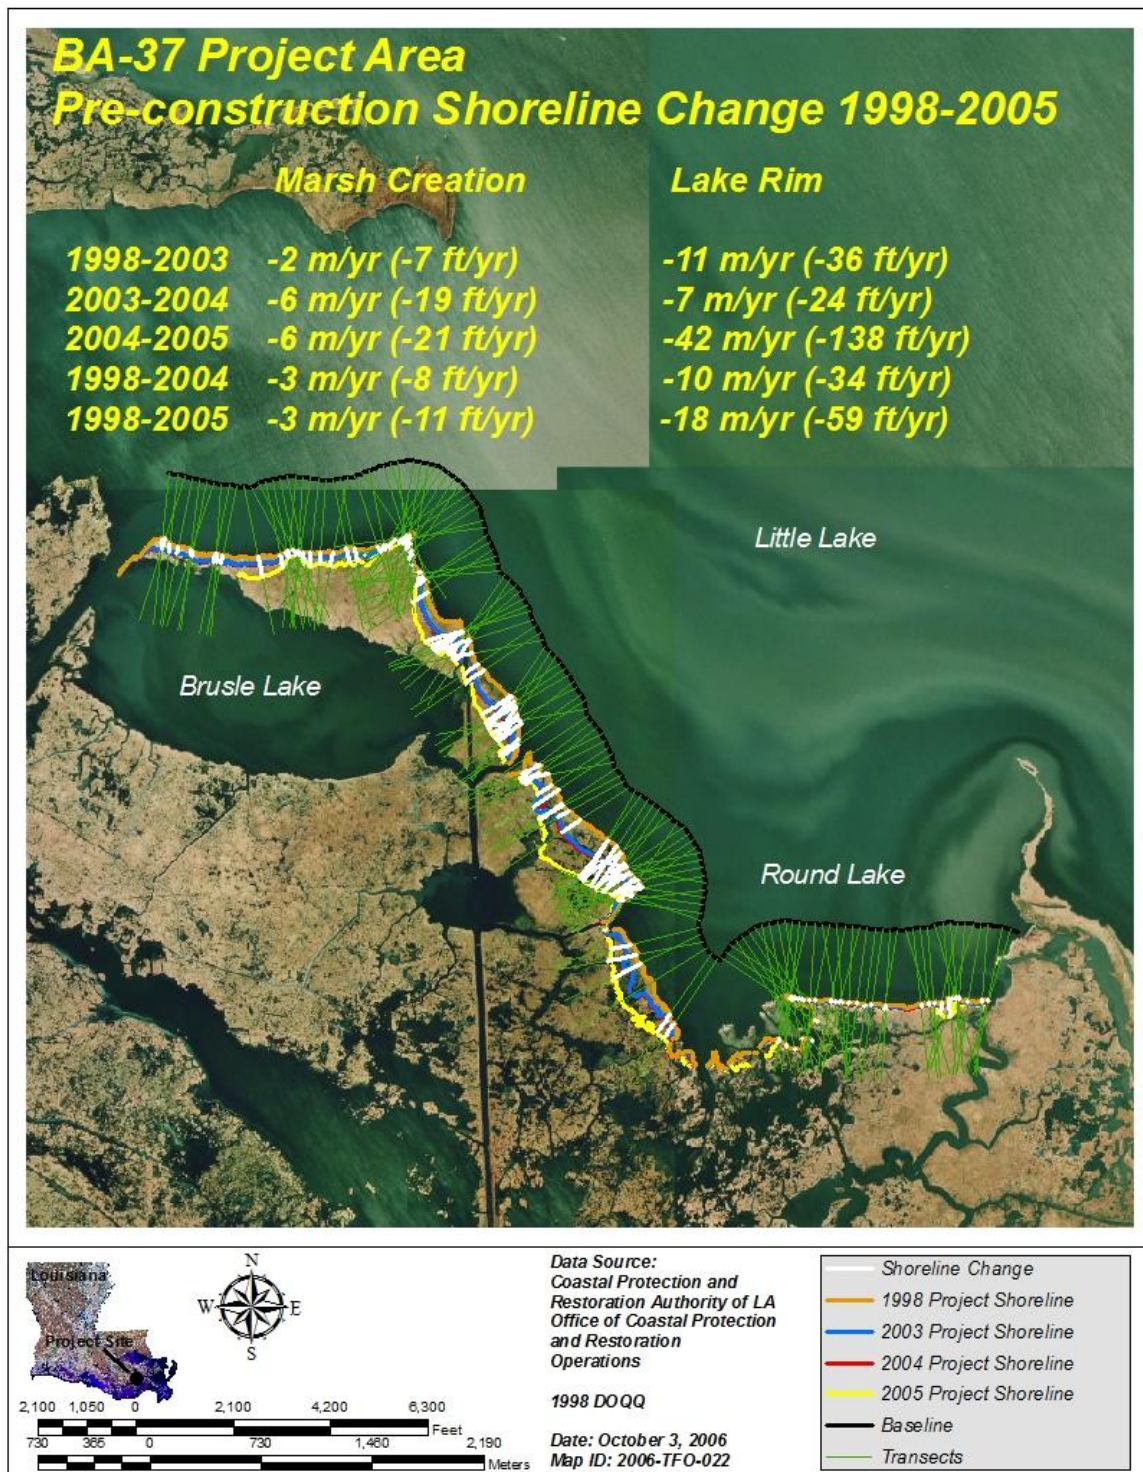 BA-37 Project Area
Pre-construction Shoreline Change 1998-2005
Marsh Creation Lake Rim
1998-2003 -2 m/yr (-7 ft/yr) -11 m/yr (-36 ft/yr)
2003-2004 -6 m/yr (-19 ft/yr) -7 m/yr (-24 ft/yr)
2004-2005 -6 m/yr (-21 ft/yr) -42 m/yr (-138 ft/yr)
1998-2004 -3 m/yr (-8 ft/yr) -10 m/yr (-34 ft/yr)
1998-2005 -3 m/yr (-11 ft/yr) -18 m/yr (-59 ft/yr)
Little Lake
Brusle Lake
Round Lake
Louisiana
Project Site
N
W E
S
2,100 1,050 0 2,100 4,200 6,300
Feet
730 365 0 730 1,460 2,190
Meters
Data Source:
Coastal Protection and
Restoration Authority of LA
Office of Coastal Protection
and Restoration
Operations
1998 DOQQ
Date: October 3, 2006
Map ID: 2006-TFO-022
Shoreline Change
1998 Project Shoreline
2003 Project Shoreline
2004 Project Shoreline
2005 Project Shoreline
Baseline
Transects